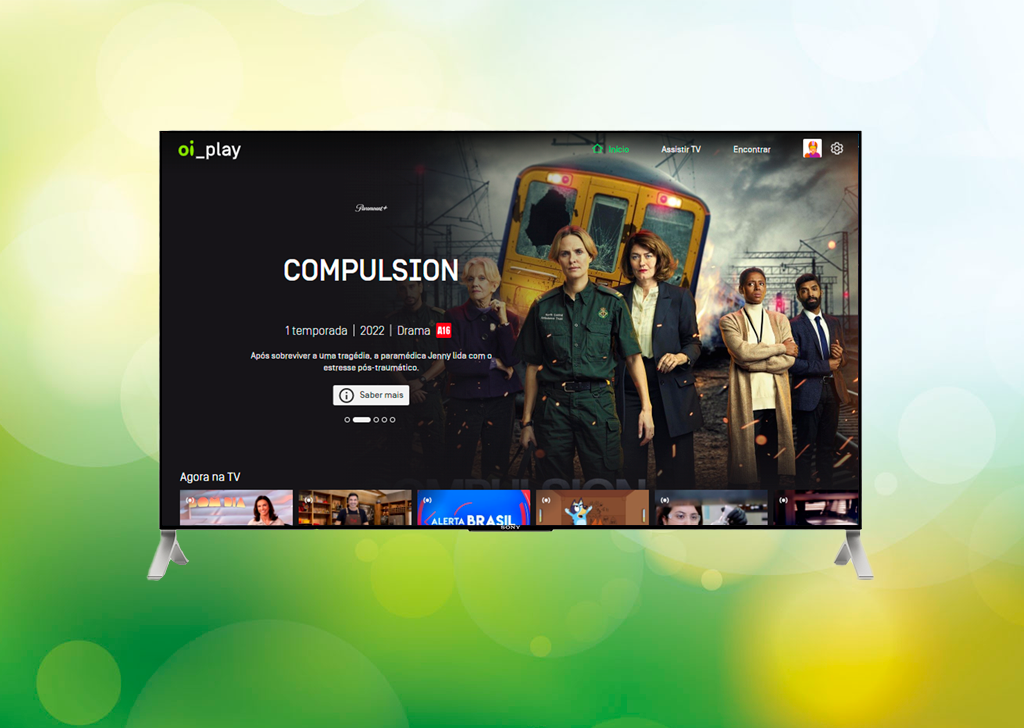 oi_play
Início
Assistir TV
Encontrar
Paramount+
COMPULSION
1 temporada | 2022 | Drama A16
Após sobreviver a uma tragédia, a paramédica Jenny lida com o
estresse pós-traumático.
Saber mais
COMPULSION
Agora na TV
ALERTA BRASIL
SONY